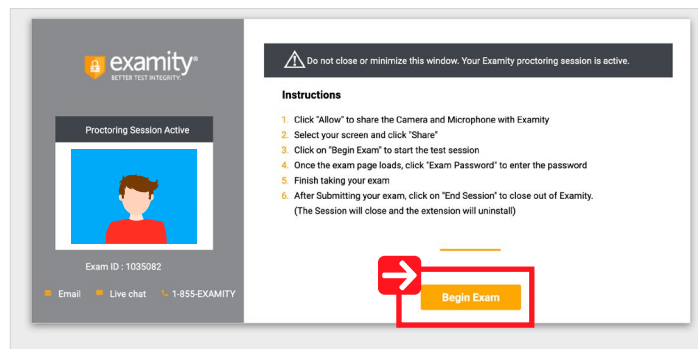 examity®
BETTER TEST INTEGRITY.
Proctoring Session Active
Exam ID : 1035082
Email Live chat 1-855-EXAMITY
Do not close or minimize this window. Your Examity proctoring session is active.
Instructions
1. Click "Allow" to share the Camera and Microphone with Examity
2. Select your screen and click "Share"
3. Click on "Begin Exam" to start the test session
4. Once the exam page loads, click "Exam Password" to enter the password
5. Finish taking your exam
6. After Submitting your exam, click on "End Session" to close out of Examity.
(The Session will close and the extension will uninstall)
Begin Exam